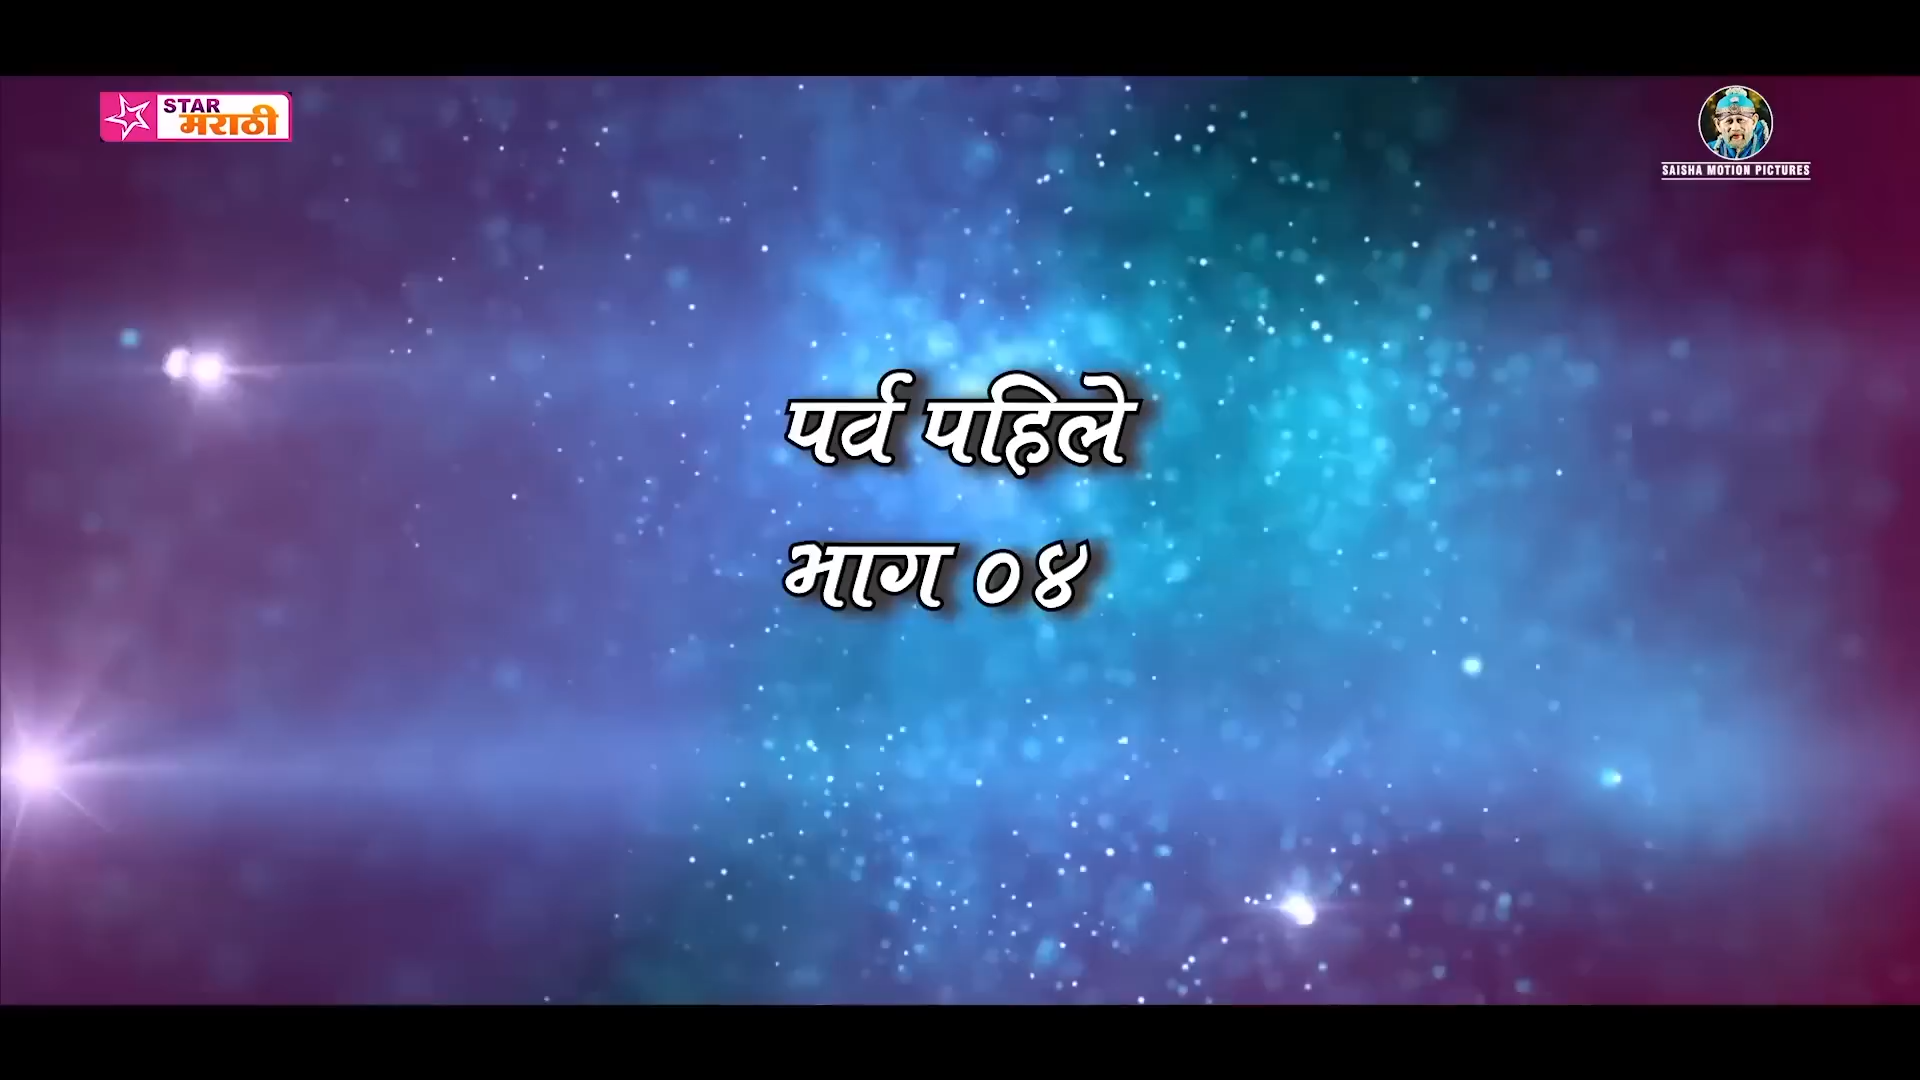 STAR
मराठी
SAISHA MOTION PICTURES
पर्व पहिले
भाग ०४